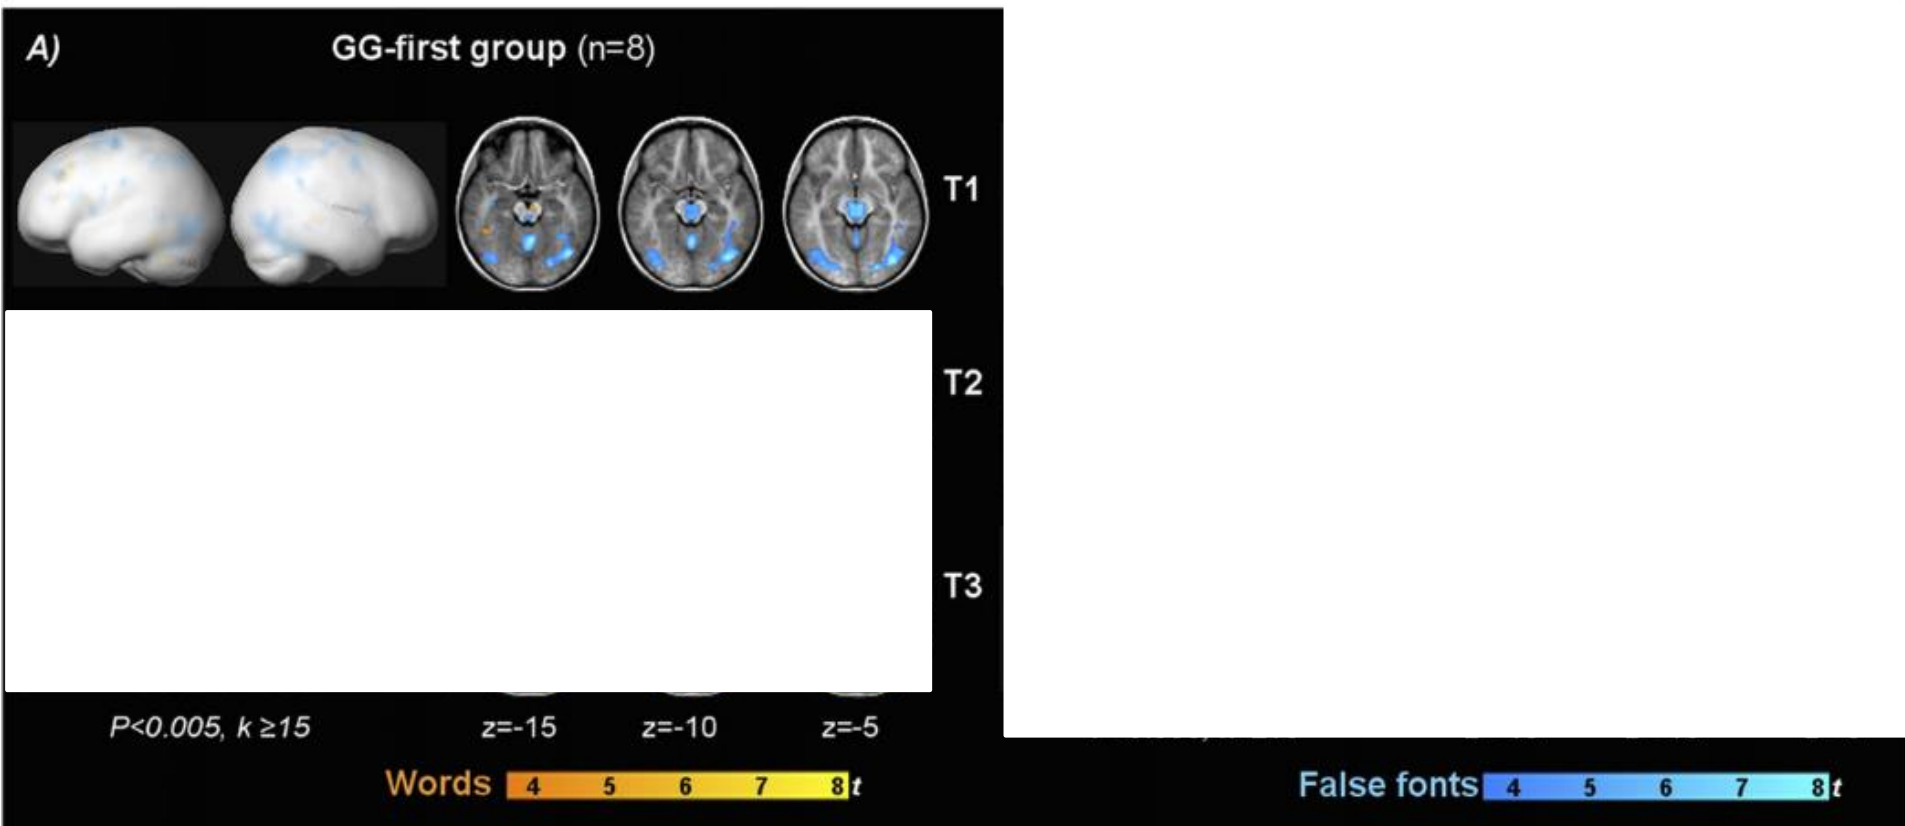 A)
GG-first group (n=8)
T1
T2
T3
P<0.005, k ≥15
z=-15
z=-10
z=-5
Words 4 5 6 7 8 t
False fonts 4 5 6 7 8 t